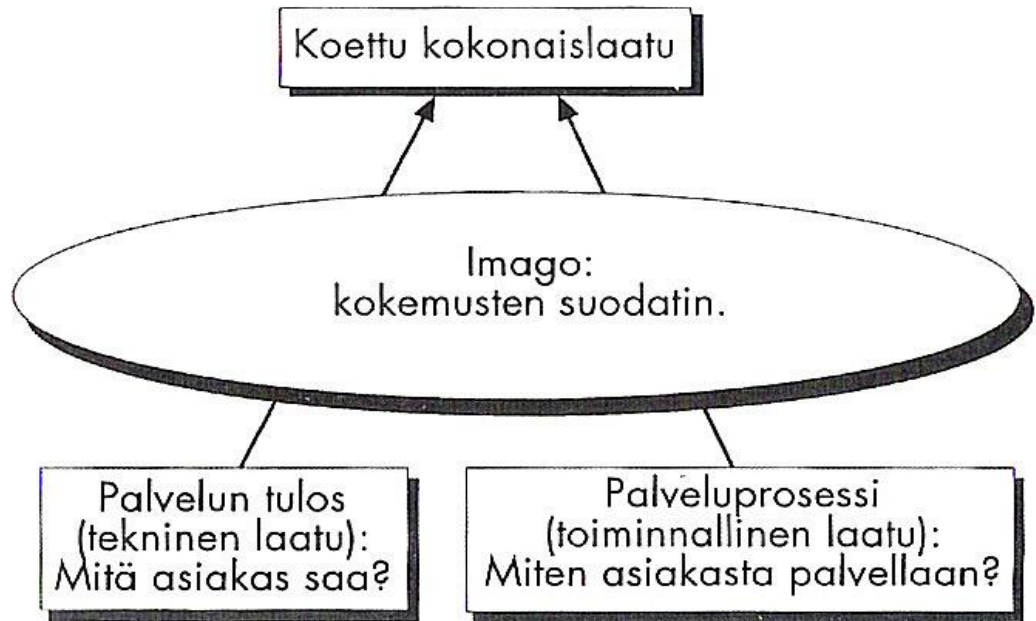 Koettu kokonaislaatu
Imago:
kokemusten suodatin.
Palvelun tulos
(tekninen laatu):
Mitä asiakas saa?
Palveluprosessi
(toiminnallinen laatu):
Miten asiakasta palvellaan?